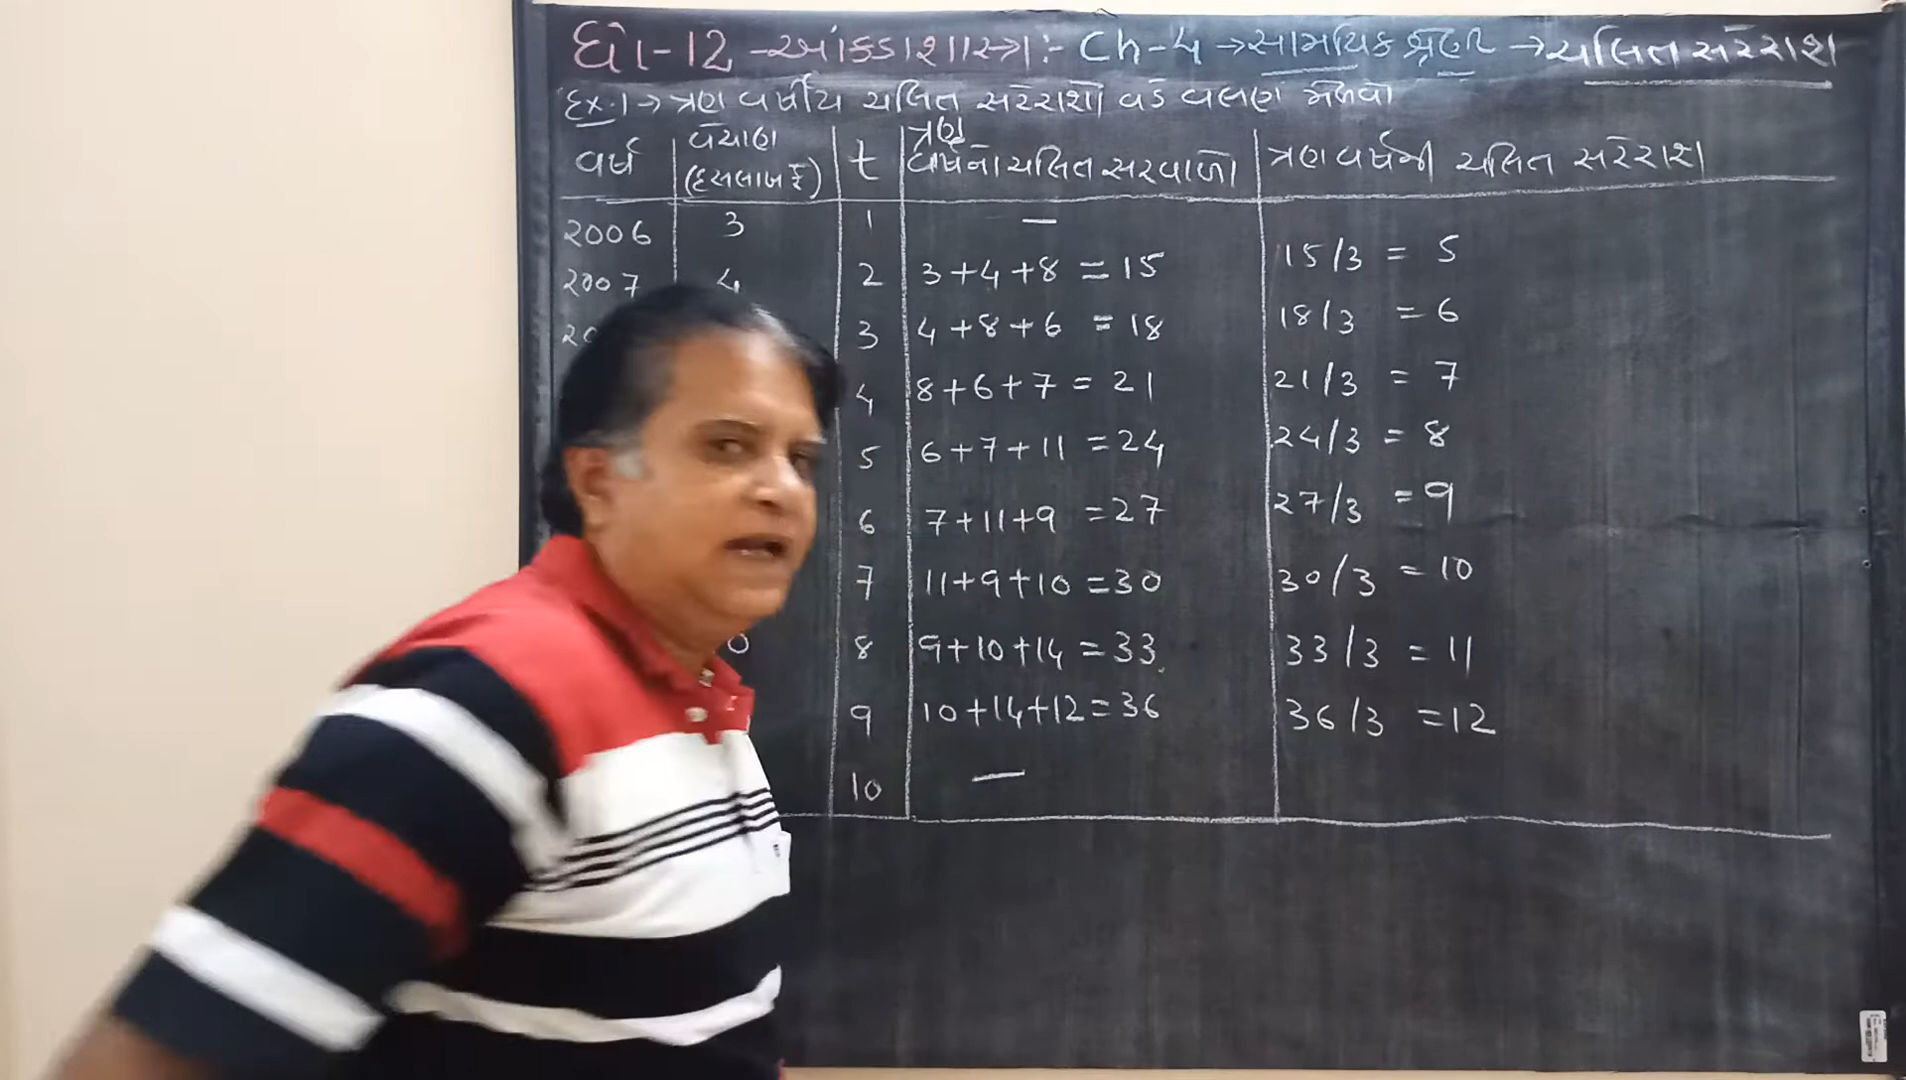 ધો-12 - આંકડાશાસ્ત્ર :- Ch-4 → સામયિક શ્રેણી → ચલિત સરેરાશ
Ex.1 → ત્રણ વર્ષીય ચલિત સરેરાશો વડે વલણ મેળવો
વર્ષ વેચાણ (દસલાખ રૂ) t ત્રણ વર્ષના ચલિત સરવાળા ત્રણ વર્ષની ચલિત સરેરાશ
2006 3 1 —
2007 4 2 3+4+8 = 15 15/3 = 5
20 3 4+8+6 = 18 18/3 = 6
4 8+6+7 = 21 21/3 = 7
5 6+7+11 = 24 24/3 = 8
6 7+11+9 = 27 27/3 = 9
7 11+9+10 = 30 30/3 = 10
0 8 9+10+14 = 33 33/3 = 11
9 10+14+12 = 36 36/3 = 12
10 —